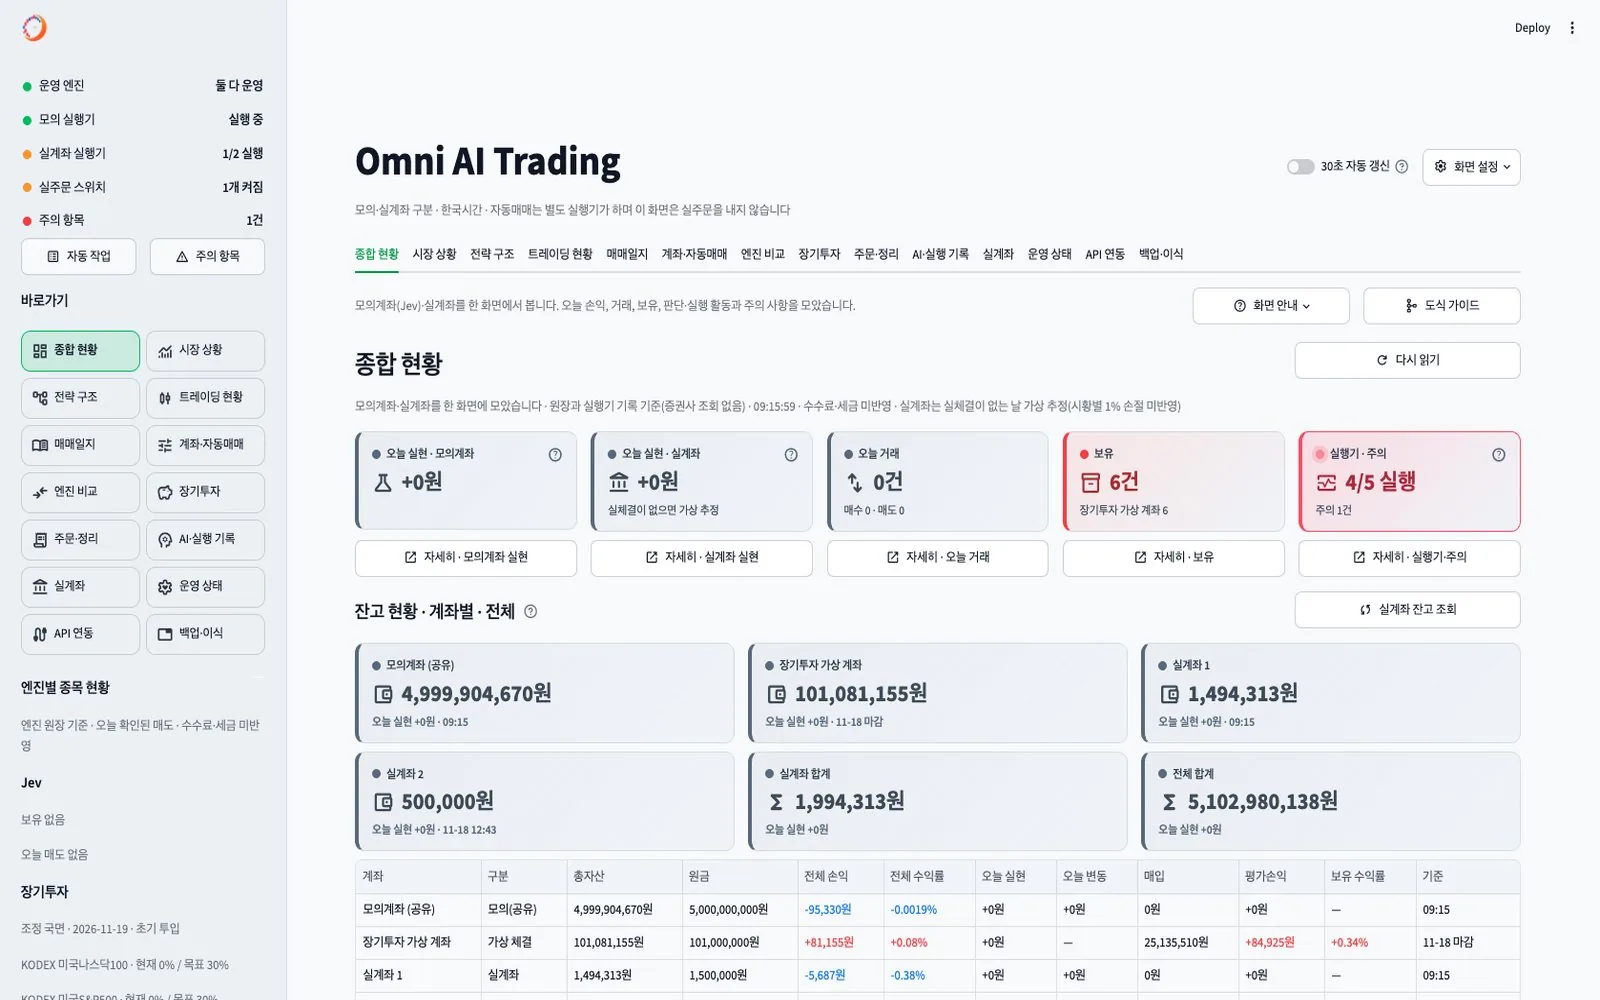 Deploy
운영 엔진 둘 다 운영
모의 실행기 실행 중
실계좌 실행기 1/2 실행
실주문 스위치 1개 켜짐
주의 항목 1건
자동 작업 주의 항목
바로가기
종합 현황 시장 상황
전략 구조 트레이딩 현황
매매일지 계좌·자동매매
엔진 비교 장기투자
주문·정리 AI·실행 기록
실계좌 운영 상태
API 연동 백업·이식
엔진별 종목 현황
엔진 원장 기준 · 오늘 확인된 매도 · 수수료·세금 미반
영
Jev
보유 없음
오늘 매도 없음
장기투자
조정 국면 · 2026-11-19 · 초기 투입
KODEX 미국나스닥100 · 현재 0% / 목표 30%
KODEX 미국S&P500 · 현재 0% / 목표 30%
Omni AI Trading
30초 자동 갱신 화면 설정
모의·실계좌 구분 · 한국시간 · 자동매매는 별도 실행기가 하며 이 화면은 실주문을 내지 않습니다
종합 현황 시장 상황 전략 구조 트레이딩 현황 매매일지 계좌·자동매매 엔진 비교 장기투자 주문·정리 AI·실행 기록 실계좌 운영 상태 API 연동 백업·이식
모의계좌(Jev)·실계좌를 한 화면에서 봅니다. 오늘 손익, 거래, 보유, 판단·실행 활동과 주의 사항을 모았습니다.
화면 안내 도식 가이드
종합 현황
다시 읽기
모의계좌·실계좌를 한 화면에 모았습니다 · 원장과 실행기 기록 기준(증권사 조회 없음) · 09:15:59 · 수수료·세금 미반영 · 실계좌는 실체결이 없는 날 가상 추정(시황별 1% 손절 미반영)
오늘 실현 · 모의계좌
+0원
오늘 실현 · 실계좌
+0원
실체결이 없으면 가상 추정
오늘 거래
0건
매수 0 · 매도 0
보유
6건
장기투자 가상 계좌 6
실행기 · 주의
4/5 실행
주의 1건
자세히 · 모의계좌 실현 자세히 · 실계좌 실현 자세히 · 오늘 거래 자세히 · 보유 자세히 · 실행기·주의
잔고 현황 · 계좌별 · 전체
실계좌 잔고 조회
모의계좌 (공유)
4,999,904,670원
오늘 실현 +0원 · 09:15
장기투자 가상 계좌
101,081,155원
오늘 실현 +0원 · 11-18 마감
실계좌 1
1,494,313원
오늘 실현 +0원 · 09:15
실계좌 2
500,000원
오늘 실현 +0원 · 11-18 12:43
실계좌 합계
1,994,313원
오늘 실현 +0원
전체 합계
5,102,980,138원
오늘 실현 +0원
계좌 구분 총자산 원금 전체 손익 전체 수익률 오늘 실현 오늘 변동 매입 평가손익 보유 수익률 기준
모의계좌 (공유) 모의(공유) 4,999,904,670원 5,000,000,000원 -95,330원 -0.0019% +0원 +0원 0원 +0원 — 09:15
장기투자 가상 계좌 가상 체결 101,081,155원 101,000,000원 +81,155원 +0.08% +0원 — 25,135,510원 +84,925원 +0.34% 11-18 마감
실계좌 1 실계좌 1,494,313원 1,500,000원 -5,687원 -0.38% +0원 +0원 0원 +0원 — 09:15